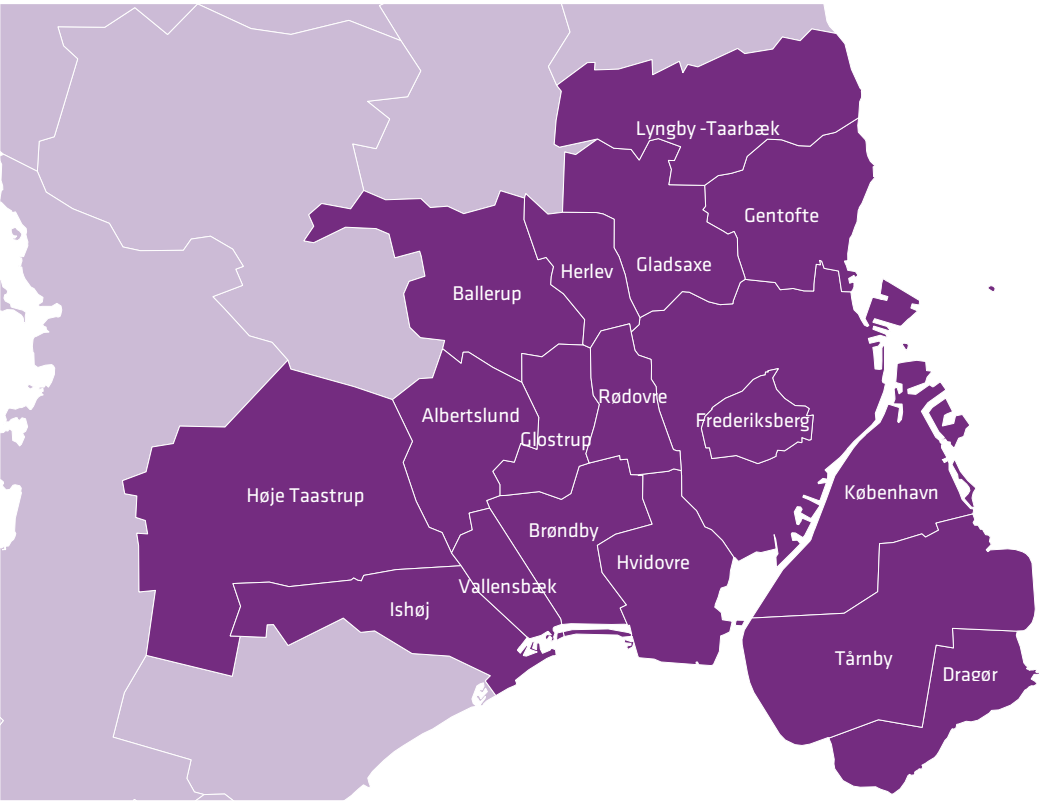 Lyngby -Taarbæk
Gentofte
Gladsaxe
Herlev
Ballerup
Rødovre
Albertslund
Frederiksberg
Glostrup
København
Høje Taastrup
Brøndby
Hvidovre
Vallensbæk
Ishøj
Tårnby
Dragør